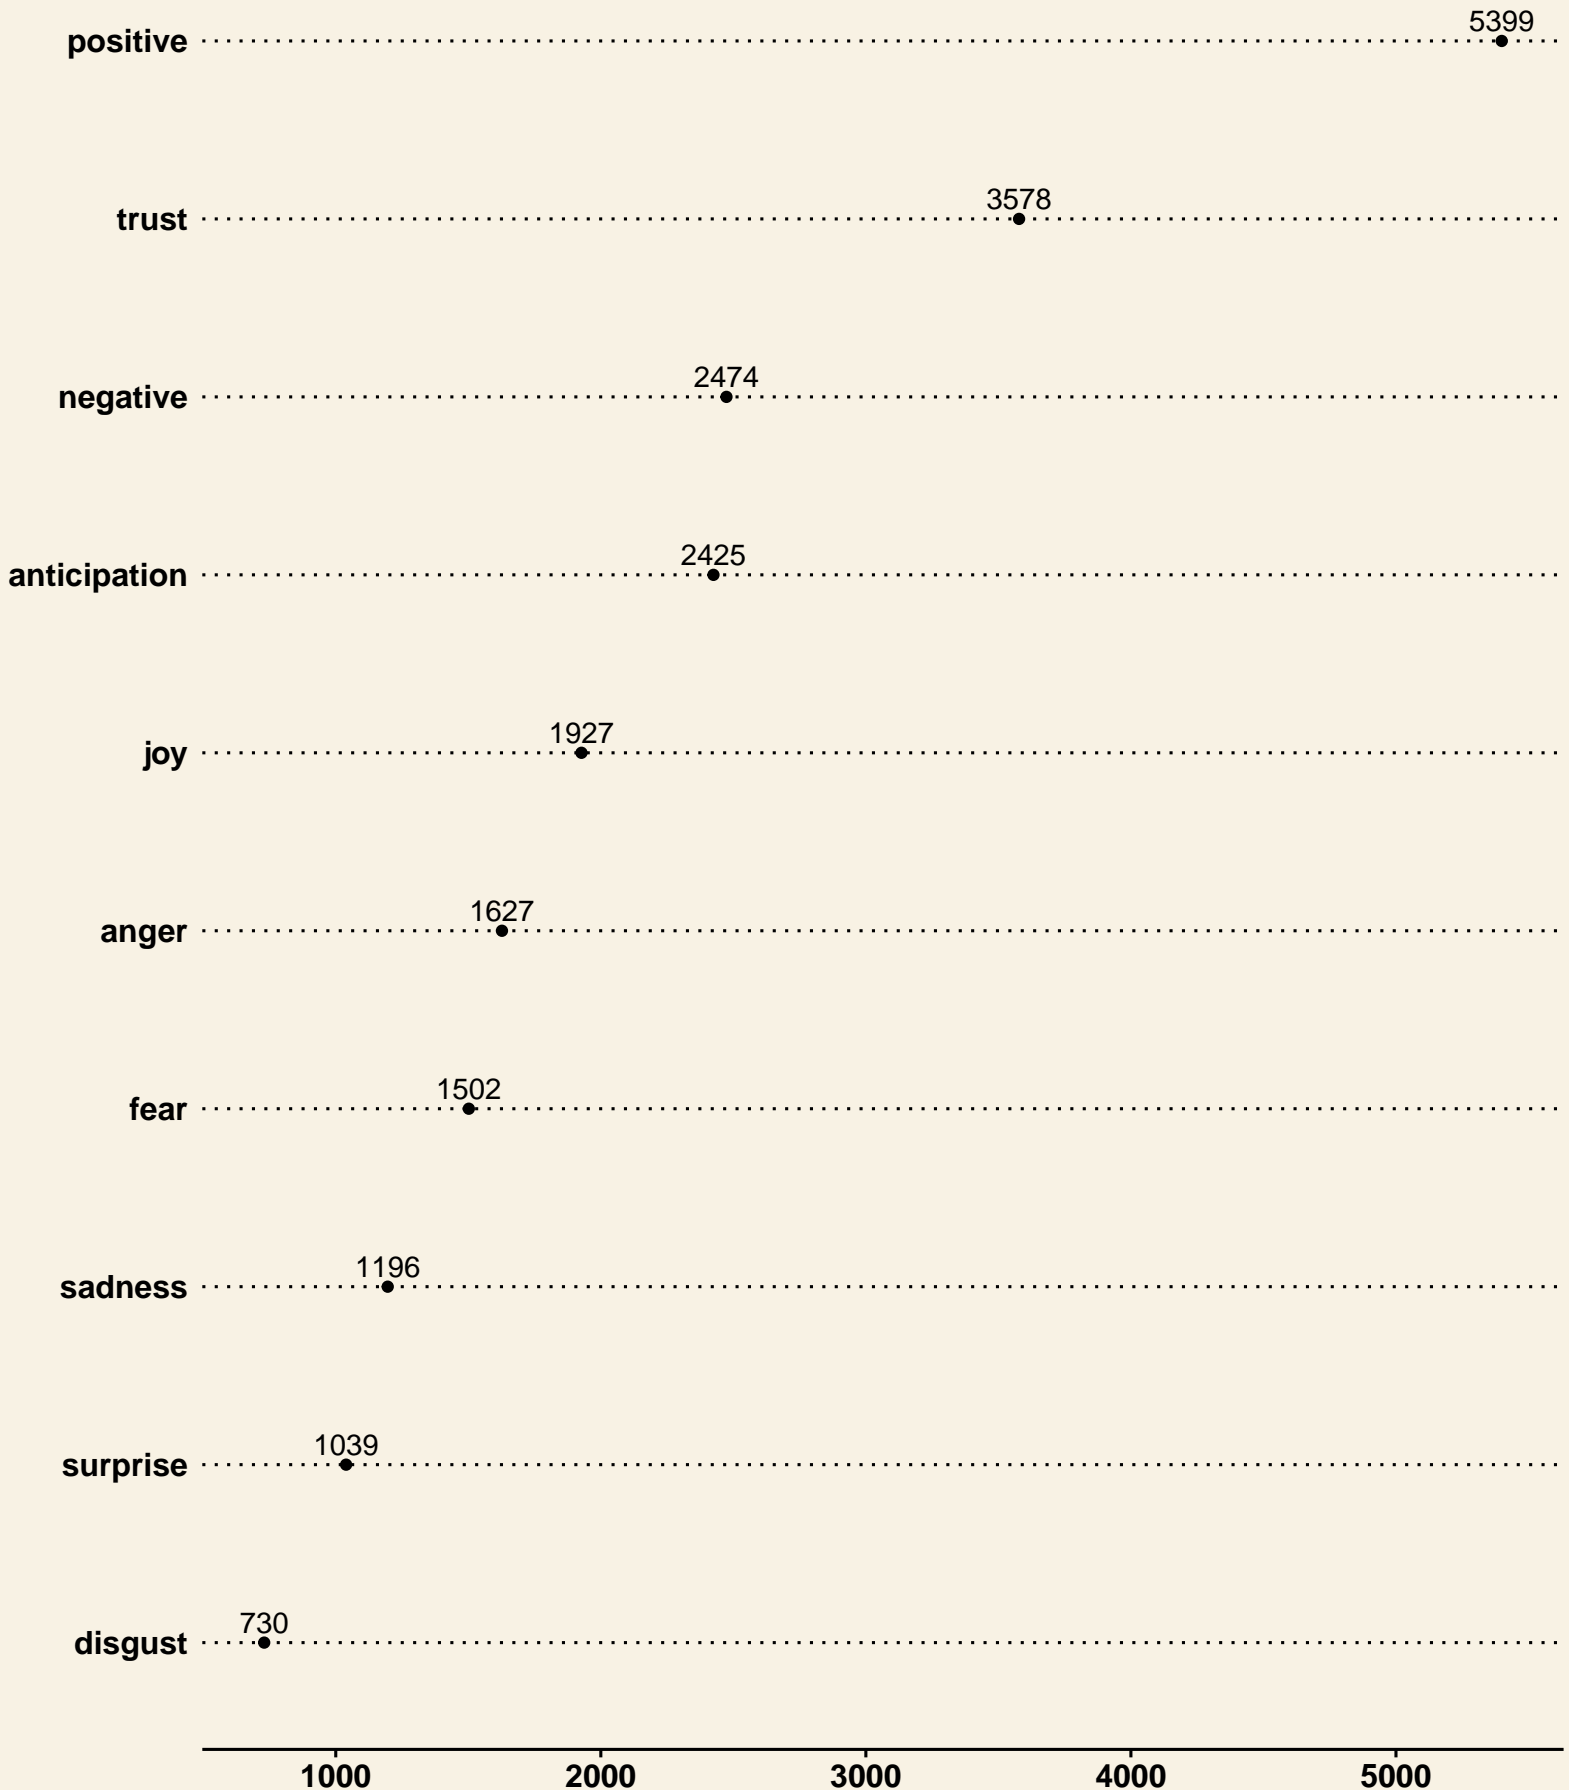 5399
positive
3578
trust
2474
negative
2425
anticipation
1927
joy
1627
anger
1502
fear
1196
sadness
1039
surprise
730
disgust
1000 2000 3000 4000 5000